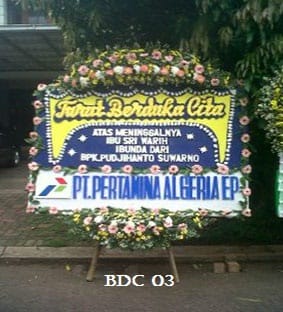 Turut Berduka Cita
ATAS MENINGGALNYA
IBU SRI WARIH
IBUNDA DARI
BPK.PUDJIHANTO SUWARNO
PT.PERTAMINA ALGERIA EP
BDC 03